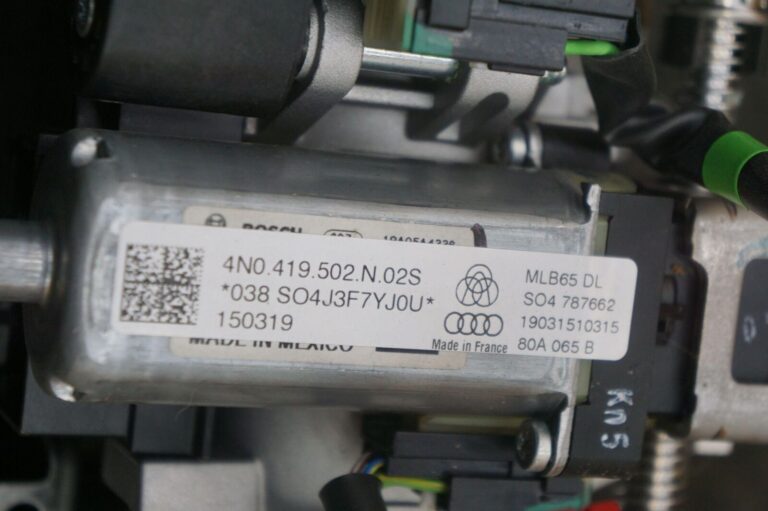 BOSCH
4N0.419.502.N.02S
*038 SO4J3F7YJ0U*
150319
MLB65 DL
SO4 787662
19031510315
80A 065 B
Made in France
MADE IN MEXICO
Kn5